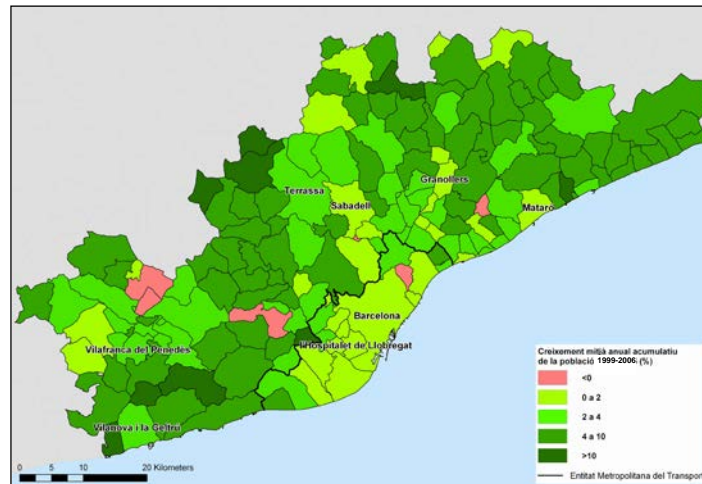 Granollers
Terrassa
Sabadell
Mataró
Barcelona
Vilafranca del Penedès
l'Hospitalet de Llobregat
Vilanova i la Geltrú
Creixement mitjà anual acumulatiu
de la població 1999-2006 (%)
<0
0 a 2
2 a 4
4 a 10
>10
Entitat Metropolitana del Transport
0 5 10 20 Kilometers